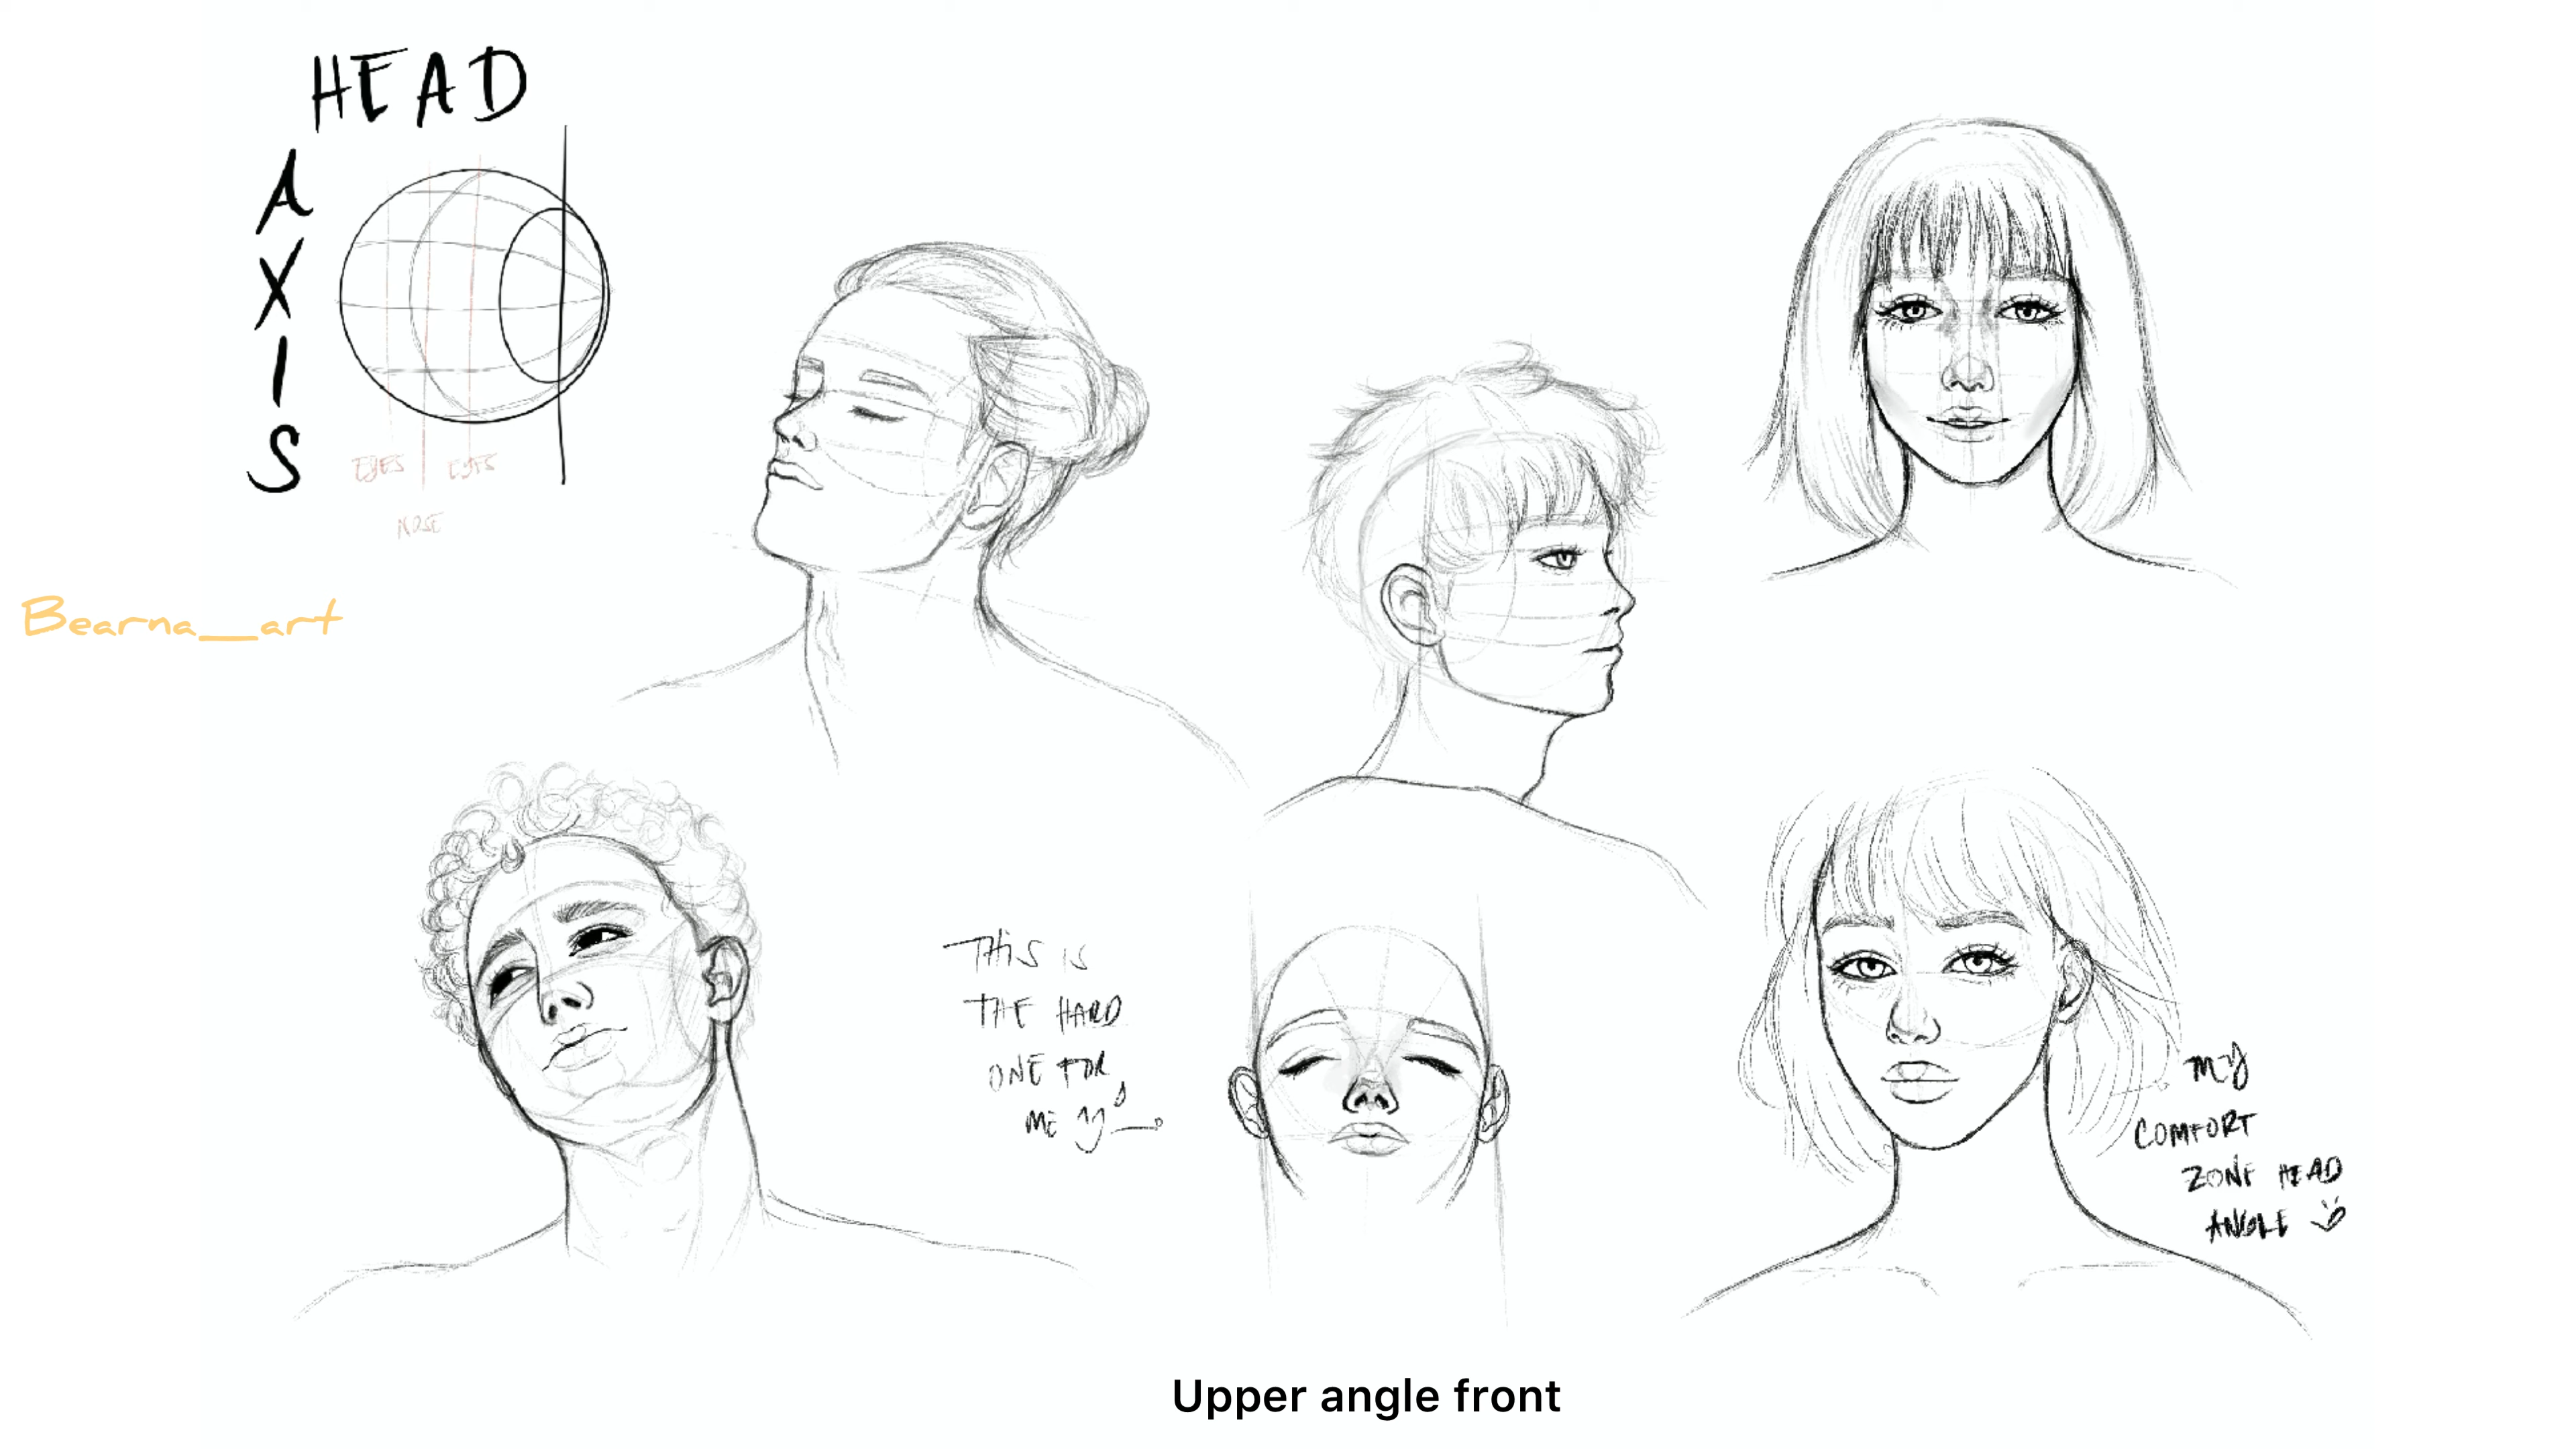 HEAD
AXIS
EYES EYES
NOSE
Bearna_art
THIS IS
THE HARD
ONE FOR
ME
MY
COMFORT
ZONE HEAD
ANGLE
Upper angle front